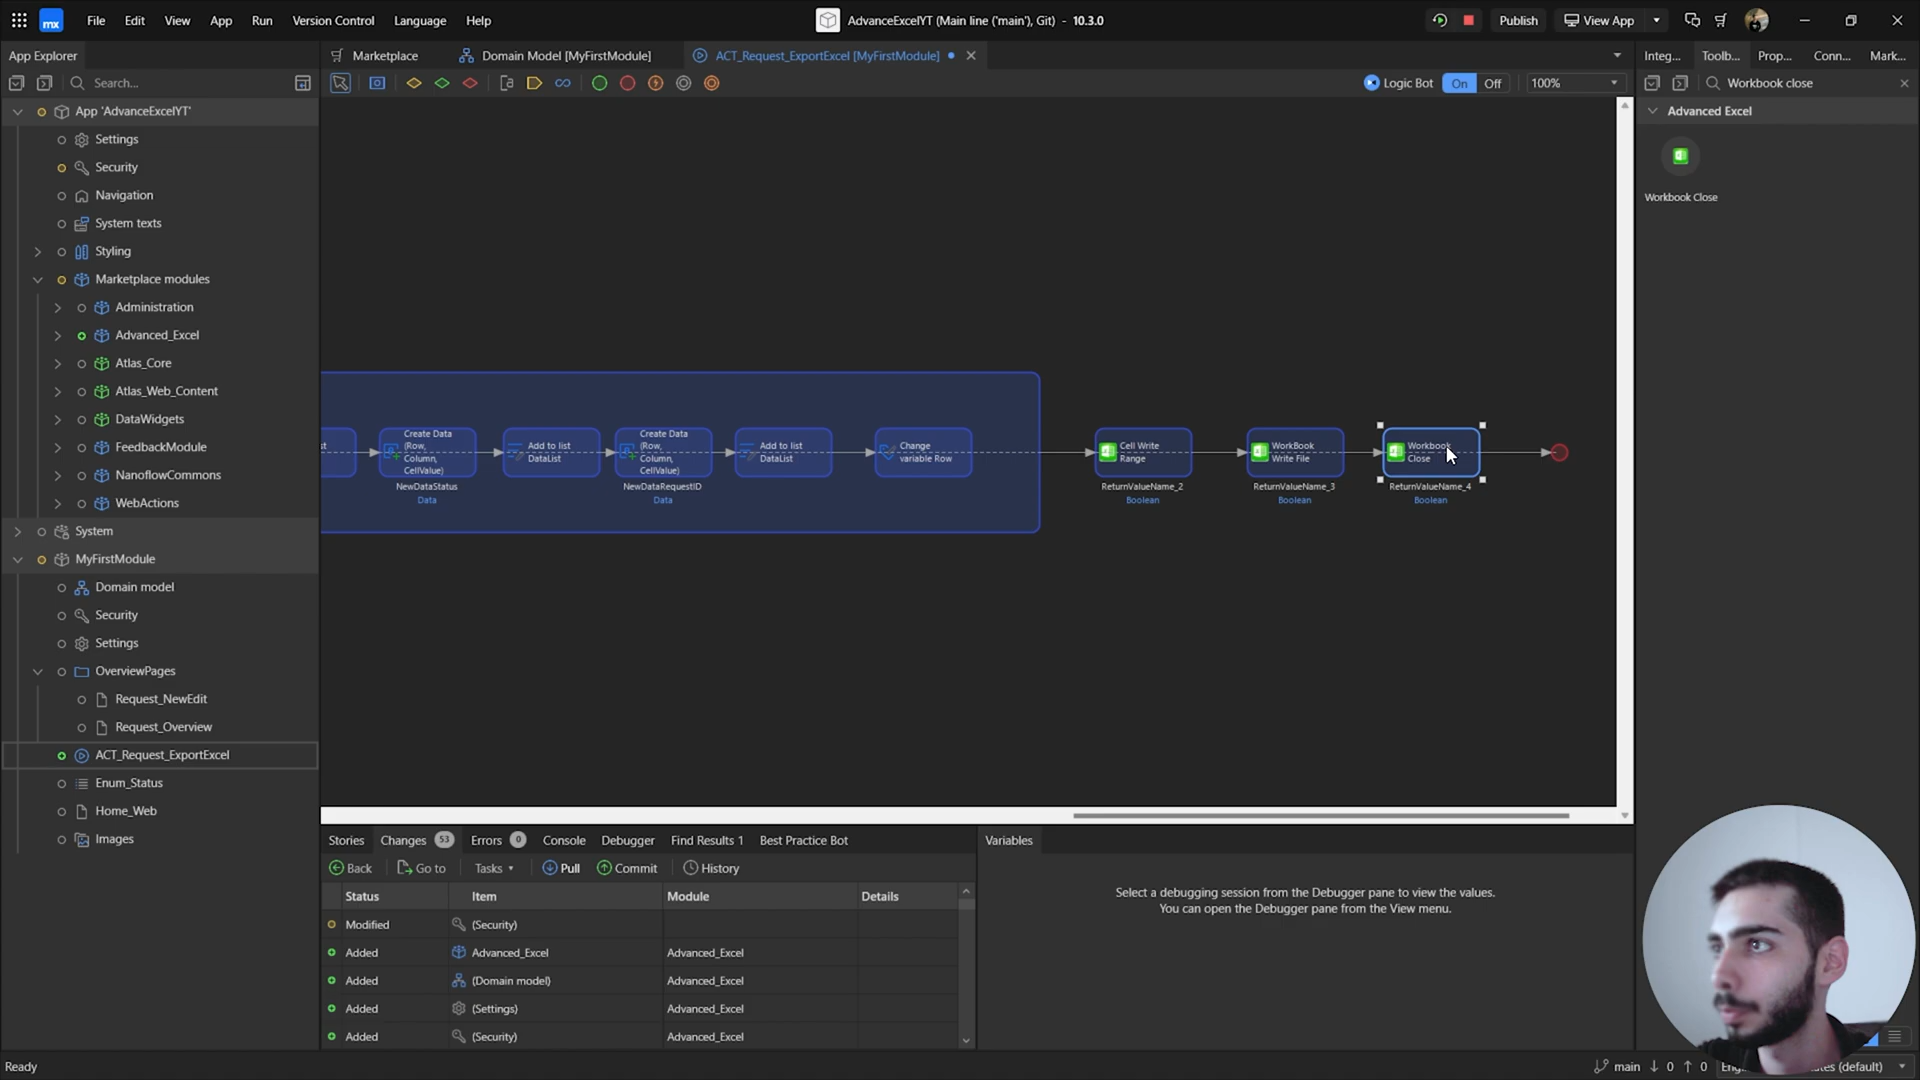 mx
File Edit View App Run Version Control Language Help
AdvanceExcelYT (Main line ('main'), Git) - 10.3.0
Publish
View App
App Explorer
Marketplace
Domain Model [MyFirstModule]
ACT_Request_ExportExcel [MyFirstModule]
Integ...
Toolb...
Prop...
Conn...
Mark...
Search...
Logic Bot
On
Off
100%
Workbook close
App 'AdvanceExcelYT'
Settings
Security
Navigation
System texts
Styling
Marketplace modules
Administration
Advanced_Excel
Atlas_Core
Atlas_Web_Content
DataWidgets
FeedbackModule
NanoflowCommons
WebActions
System
MyFirstModule
Domain model
Security
Settings
OverviewPages
Request_NewEdit
Request_Overview
ACT_Request_ExportExcel
Enum_Status
Home_Web
Images
Create Data
(Row,
Column,
CellValue)
NewDataStatus
Data
Add to list
DataList
Create Data
(Row,
Column,
CellValue)
NewDataRequestID
Data
Add to list
DataList
Change
variable Row
Cell Write
Range
ReturnValueName_2
Boolean
WorkBook
Write File
ReturnValueName_3
Boolean
Workbook
Close
ReturnValueName_4
Boolean
Advanced Excel
Workbook Close
Stories
Changes 53
Errors 0
Console
Debugger
Find Results 1
Best Practice Bot
Variables
Back
Go to
Tasks
Pull
Commit
History
Status Item Module Details
Modified (Security)
Added Advanced_Excel Advanced_Excel
Added (Domain model) Advanced_Excel
Added (Settings) Advanced_Excel
Added (Security) Advanced_Excel
Select a debugging session from the Debugger pane to view the values.
You can open the Debugger pane from the View menu.
Ready
main 0 0
(default)